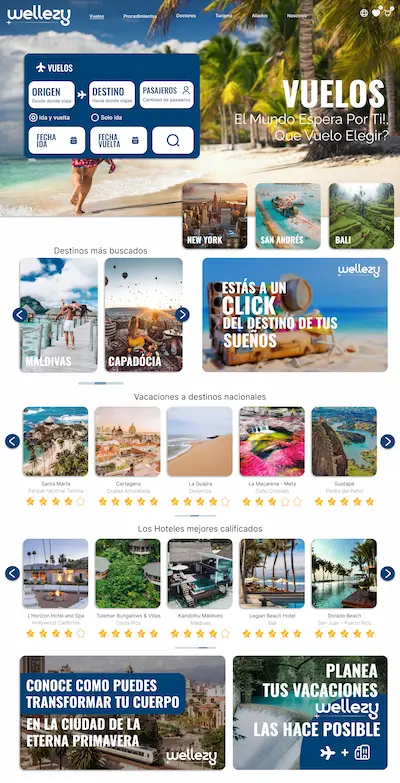 wellezy
Vuelos
Procedimientos
Doctores
Turismo
Aliados
Nosotros
VUELOS
ORIGEN
Desde donde viaja
DESTINO
Hacia donde viajas
PASAJEROS
Cantidad de pasajeros
Ida y vuelta
Solo ida
FECHA
IDA
FECHA
VUELTA
VUELOS
El Mundo Espera Por Ti!,
Que Vuelo Elegir?
NEW YORK
SAN ANDRÉS
BALI
Destinos más buscados
MALDIVAS
CAPADOCIA
wellezy
ESTÁS A UN
CLICK
DEL DESTINO DE TUS
SUEÑOS
Vacaciones a destinos nacionales
Santa Marta
Parque nacional Tairona
Cartagena
Ciudad Amurallada
La Guajira
Desiertos
La Macarena - Meta
Caño Cristales
Guatapé
Piedra del Peñol
Los Hoteles mejores calificados
L'Horizon Hotel and Spa
Hollywood California
Tulemar Bungalows & Villas
Costa Rica
Kandolhu Maldives
Maldivas
Legian Beach Hotel
Bali
Dorado Beach
San Juan - Puerto Rico
CONOCE COMO PUEDES
TRANSFORMAR TU CUERPO
EN LA CIUDAD DE LA
ETERNA PRIMAVERA
wellezy
PLANEA
TUS VACACIONES
wellezy
LAS HACE POSIBLE
+